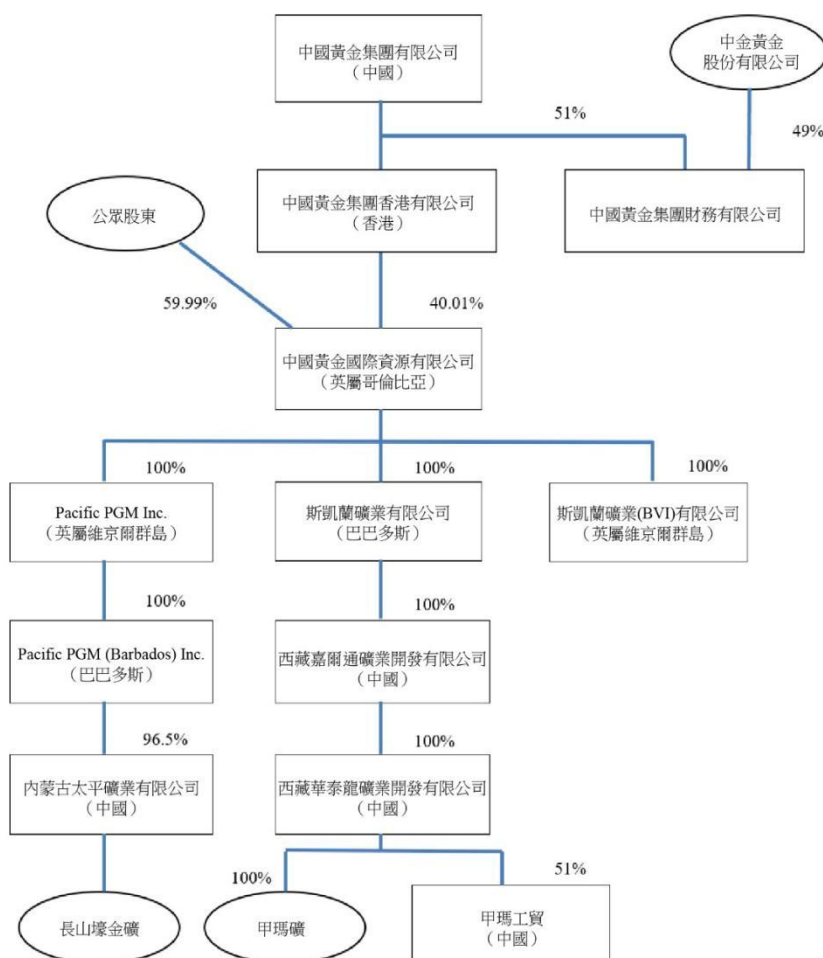 中國黃金集團有限公司
（中國）
中金黃金
股份有限公司
51%
49%
公眾股東
中國黃金集團香港有限公司
（香港）
中國黃金集團財務有限公司
59.99%
40.01%
中國黃金國際資源有限公司
（英屬哥倫比亞）
100%
100%
100%
Pacific PGM Inc.
（英屬維京爾群島）
斯凱蘭礦業有限公司
（巴巴多斯）
斯凱蘭礦業(BVI)有限公司
（英屬維京爾群島）
100%
100%
Pacific PGM (Barbados) Inc.
（巴巴多斯）
西藏嘉爾通礦業開發有限公司
（中國）
96.5%
100%
內蒙古太平礦業有限公司
（中國）
西藏華泰龍礦業開發有限公司
（中國）
100%
51%
長山壕金礦
甲瑪礦
甲瑪工貿
（中國）